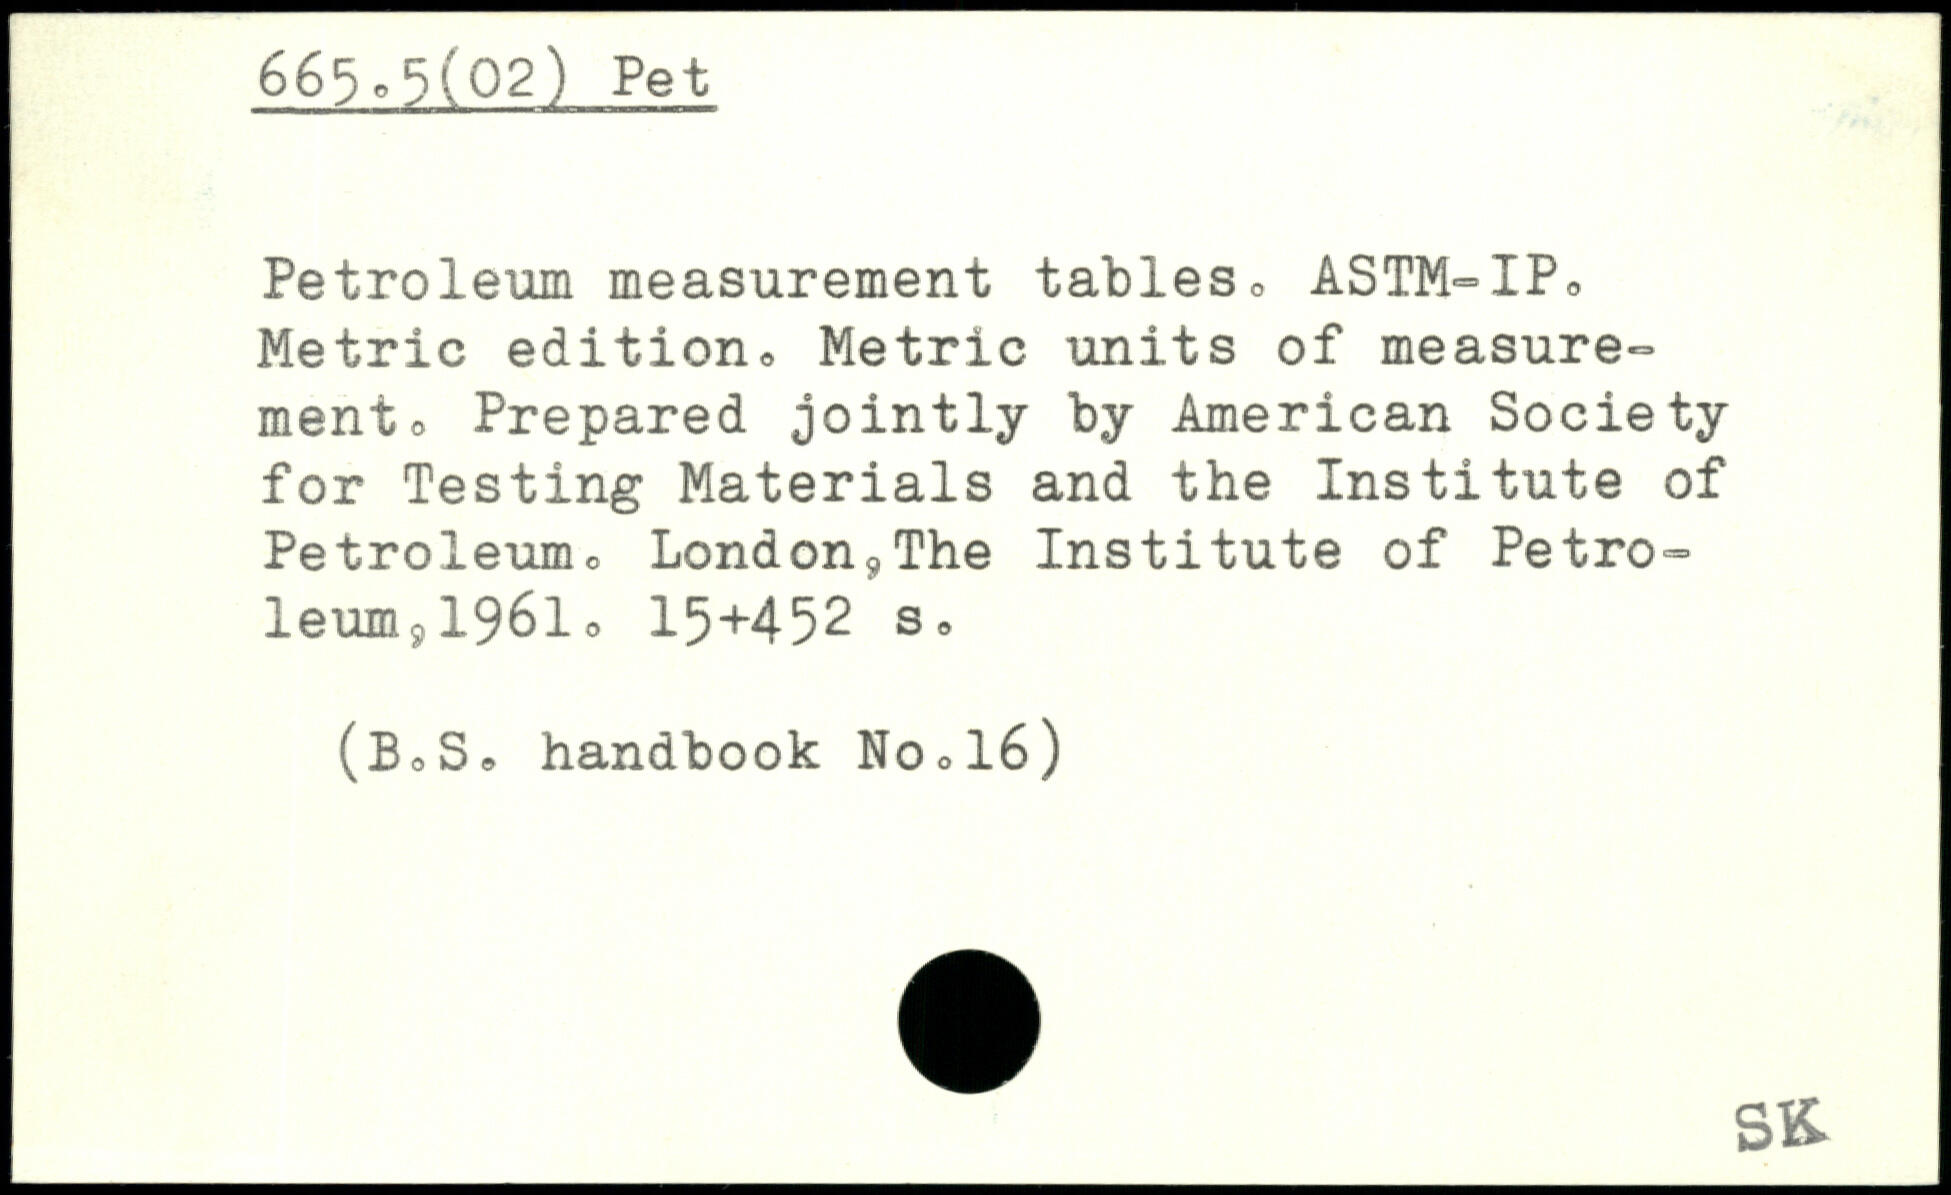 665.5(02) Pet
Petroleum measurement tables. ASTM-IP.
Metric edition. Metric units of measure-
ment. Prepared jointly by American Society
for Testing Materials and the Institute of
Petroleum. London,The Institute of Petro-
leum,1961. 15+452 s.
(B.S. handbook No.16)
SK